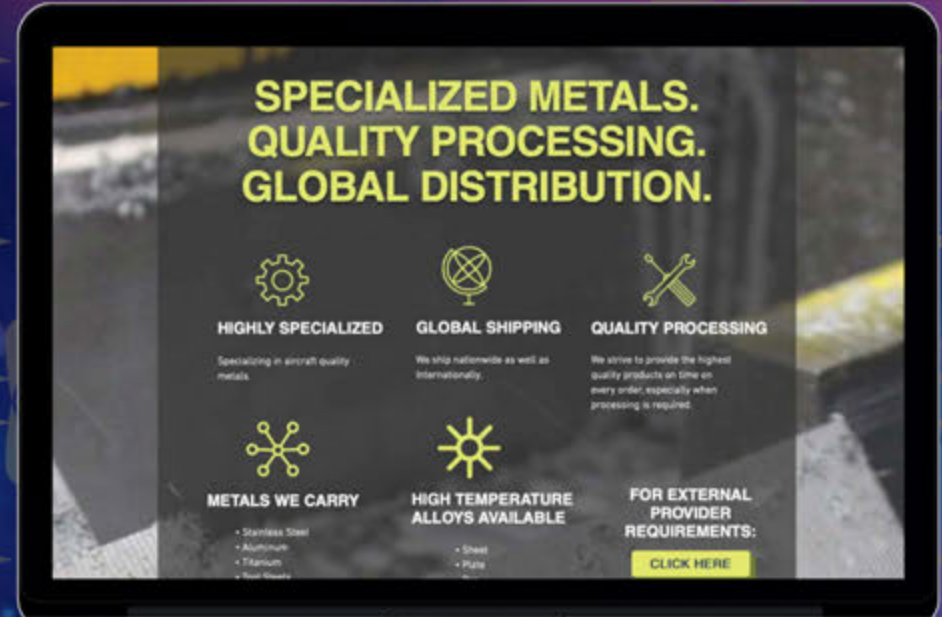 SPECIALIZED METALS.
QUALITY PROCESSING.
GLOBAL DISTRIBUTION.
HIGHLY SPECIALIZED
Specializing in aircraft quality
metals.
GLOBAL SHIPPING
We ship nationwide as well as
internationally.
QUALITY PROCESSING
We strive to provide the highest
quality products on time on
every order, especially when
processing is required.
METALS WE CARRY
• Stainless Steel
• Aluminum
• Titanium
HIGH TEMPERATURE
ALLOYS AVAILABLE
• Sheet
• Plate
FOR EXTERNAL
PROVIDER
REQUIREMENTS:
CLICK HERE